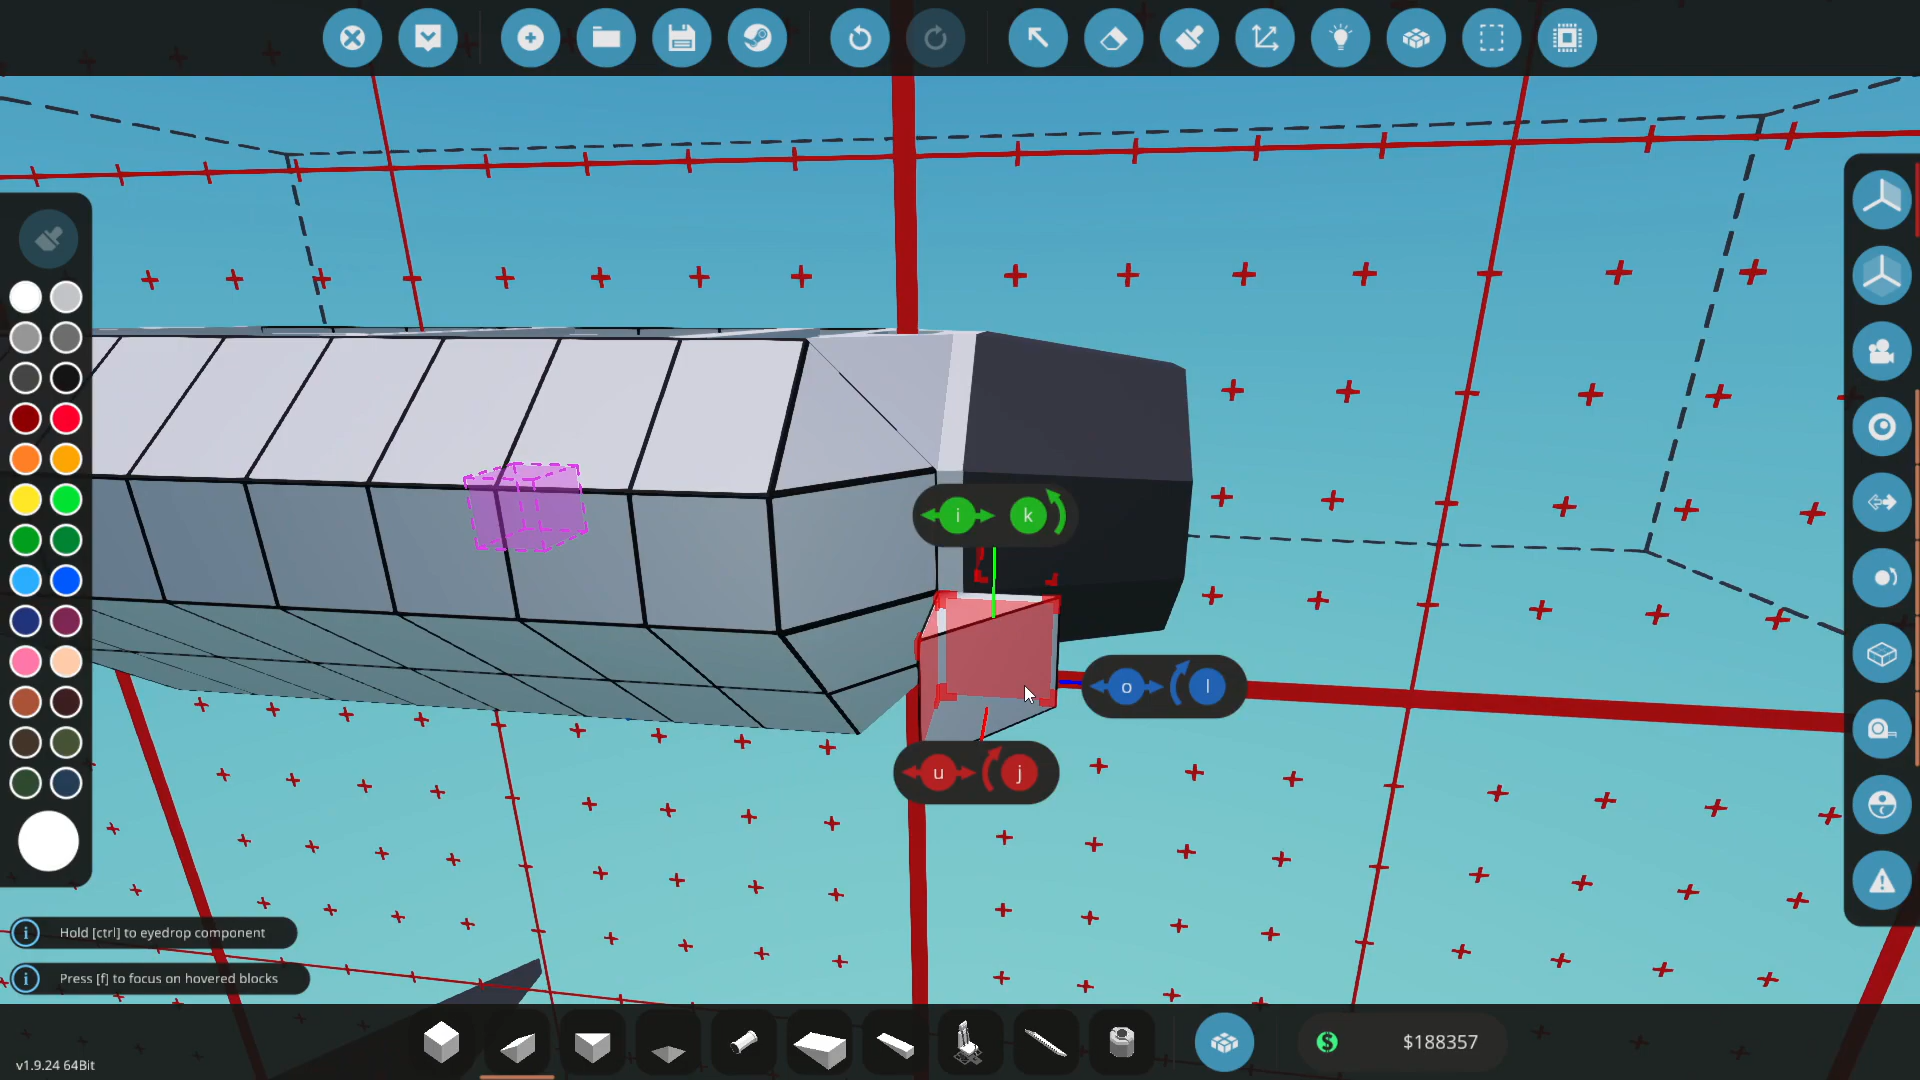 i k
o l
u j
Hold [ctrl] to eyedrop component
Press [f] to focus on hovered blocks
v1.9.24 64Bit
$188357